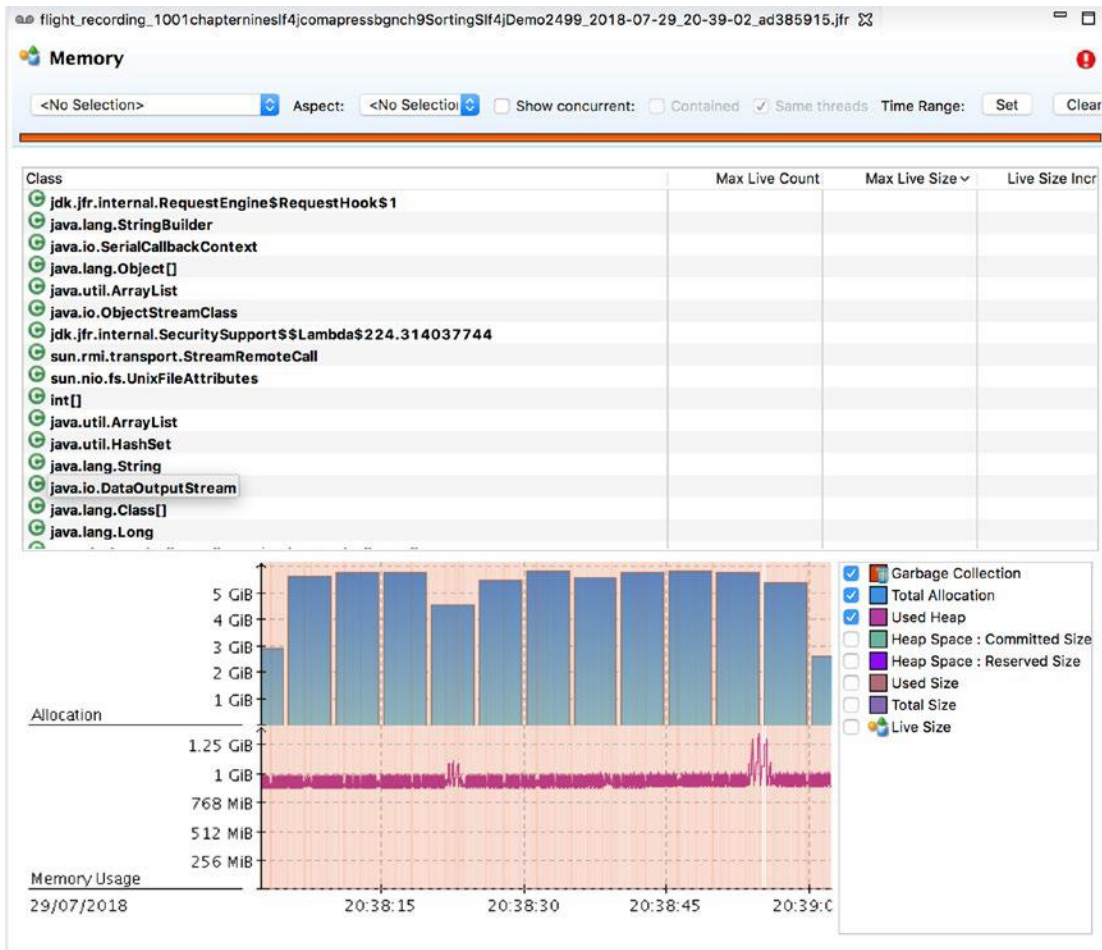 flight_recording_1001chapternineslf4jcomapressbgnch9SortingSlf4jDemo2499_2018-07-29_20-39-02_ad385915.jfr
Memory
<No Selection> Aspect: <No Selection Show concurrent: Contained Same threads Time Range: Set Clear
Class Max Live Count Max Live Size Live Size Incr
jdk.jfr.internal.RequestEngine$RequestHook$1
java.lang.StringBuilder
java.io.SerialCallbackContext
java.lang.Object[]
java.util.ArrayList
java.io.ObjectStreamClass
jdk.jfr.internal.SecuritySupport$$Lambda$224.314037744
sun.rmi.transport.StreamRemoteCall
sun.nio.fs.UnixFileAttributes
int[]
java.util.ArrayList
java.util.HashSet
java.lang.String
java.io.DataOutputStream
java.lang.Class[]
java.lang.Long
5 GiB
4 GiB
3 GiB
2 GiB
1 GiB
Allocation
1.25 GiB
1 GiB
768 MiB
512 MiB
256 MiB
Memory Usage
29/07/2018 20:38:15 20:38:30 20:38:45 20:39:0
Garbage Collection
Total Allocation
Used Heap
Heap Space : Committed Size
Heap Space : Reserved Size
Used Size
Total Size
Live Size